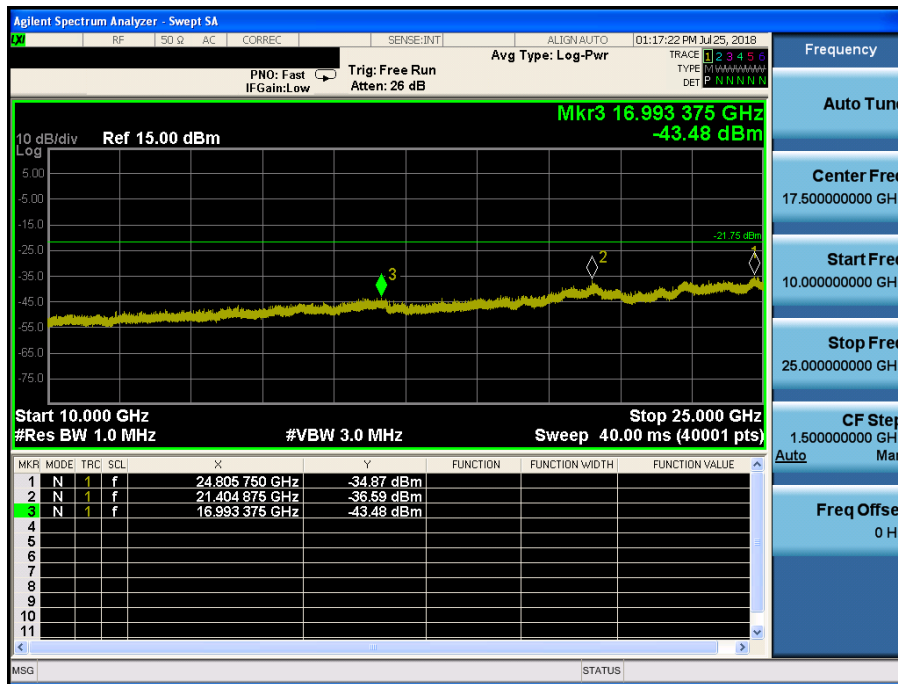 Agilent Spectrum Analyzer - Swept SA
LXI RF 50 Ω AC CORREC SENSE:INT ALIGN AUTO 01:17:22 PM Jul 25, 2018
Frequency
PNO: Fast
IFGain:Low
Trig: Free Run
Atten: 26 dB
Avg Type: Log-Pwr
TRACE 1 2 3 4 5 6
TYPE M
DET P N N N N N
Auto Tune
Mkr3 16.993 375 GHz
-43.48 dBm
10 dB/div Ref 15.00 dBm
Log
5.00
-5.00
-15.0
-25.0
-35.0
-45.0
-55.0
-65.0
-75.0
-21.75 dBm
1
2
3
Start 10.000 GHz
Stop 25.000 GHz
#Res BW 1.0 MHz
#VBW 3.0 MHz
Sweep 40.00 ms (40001 pts)
Center Fre
17.500000000 GH
Start Fre
10.000000000 GH
Stop Fre
25.000000000 GH
CF Step
1.500000000 GH
Auto Ma
Freq Offse
0 H
MKR MODE TRC SCL X Y FUNCTION FUNCTION WIDTH FUNCTION VALUE
1 N 1 f 24.805 750 GHz -34.87 dBm
2 N 1 f 21.404 875 GHz -36.59 dBm
3 N 1 f 16.993 375 GHz -43.48 dBm
4
5
6
7
8
9
10
11
MSG STATUS